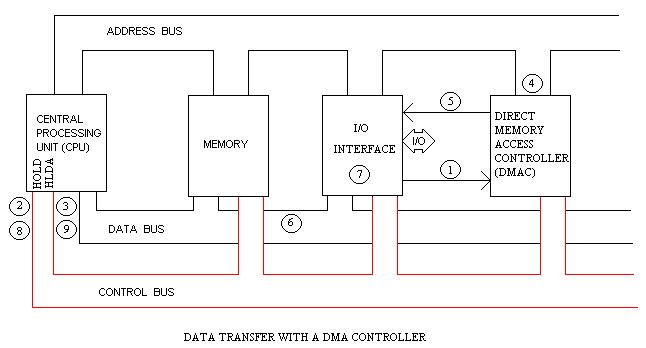 ADDRESS BUS
4
5
CENTRAL
PROCESSING
UNIT (CPU)
HOLD
HLDA
MEMORY
I/O
INTERFACE
I/O
DIRECT
MEMORY
ACCESS
CONTROLLER
(DMAC)
7
1
2
3
8
9
6
DATA BUS
CONTROL BUS
DATA TRANSFER WITH A DMA CONTROLLER